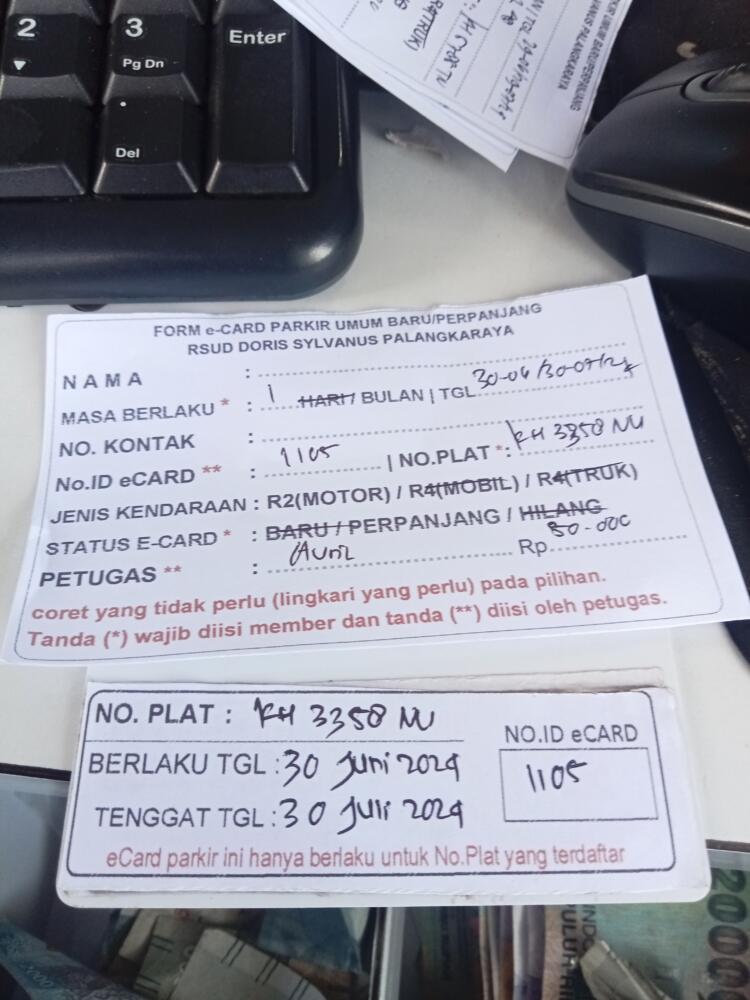 2
3
Enter
Pg Dn
Del
FORM e-CARD PARKIR UMUM BARU/PERPANJANG
RSUD DORIS SYLVANUS PALANGKARAYA
NAMA :
MASA BERLAKU * : 1 HARI / BULAN | TGL 30-06/30-07/24
NO. KONTAK :
No.ID eCARD ** : 1105 | NO.PLAT *: KH 3358 NU
JENIS KENDARAAN : R2(MOTOR) / R4(MOBIL) / R4(TRUK)
STATUS E-CARD * : BARU / PERPANJANG / HILANG
PETUGAS ** : Rp 30-000
coret yang tidak perlu (lingkari yang perlu) pada pilihan.
Tanda (*) wajib diisi member dan tanda (**) diisi oleh petugas.
NO. PLAT : KH 3358 NU
BERLAKU TGL : 30 Juni 2024
TENGGAT TGL : 30 Juli 2024
NO.ID eCARD
1105
eCard parkir ini hanya berlaku untuk No.Plat yang terdaftar